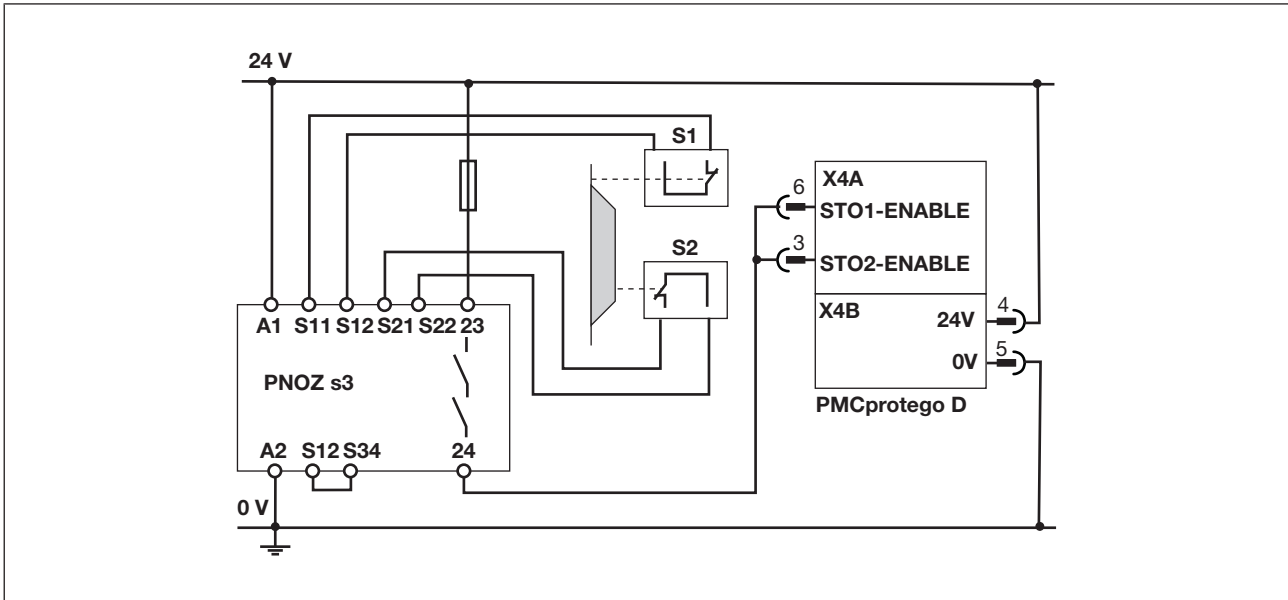 24 V
S1
X4A
6
STO1-ENABLE
S2
3
STO2-ENABLE
A1 S11 S12 S21 S22 23
X4B
24V
4
0V
5
PNOZ s3
PMCprotego D
A2 S12 S34 24
0 V